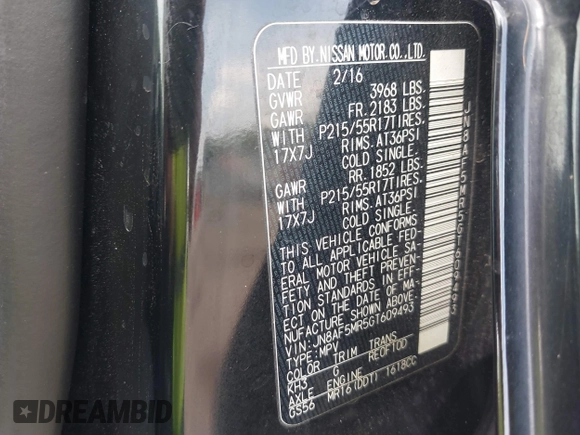 MFD BY.NISSAN MOTOR CO.,LTD.
DATE 2/16
GVWR 3968 LBS.
GAWR FR.2183 LBS.
WITH P215/55R17TIRES,
17X7J RIMS.AT36PSI
COLD SINGLE.
GAWR RR.1852 LBS.
WITH P215/55R17TIRES,
17X7J RIMS.AT36PSI
COLD SINGLE.
THIS VEHICLE CONFORMS
TO ALL APPLICABLE FED-
ERAL MOTOR VEHICLE SA-
FETY AND THEFT PREVEN-
TION STANDARDS IN EFF-
ECT ON THE DATE OF MA-
NUFACTURE SHOWN ABOVE.
VIN:JN8AF5MR5GT609493
TYPE:MPV
COLOR TRIM TRANS
KH3 G RE0F10D
AXLE ENGINE
GS56 MR16(DDT) 1618CC
JN8AF5MR5GT609493
DREAMBID
.COM